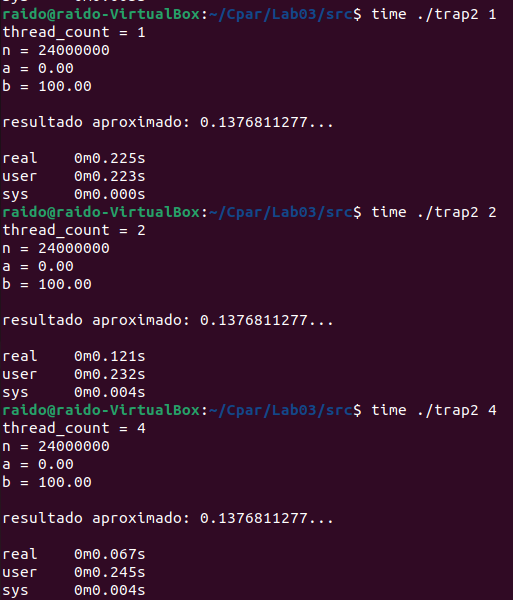 sys 0m0.003s
raido@raido-VirtualBox:~/Cpar/Lab03/src$ time ./trap2 1
thread_count = 1
n = 24000000
a = 0.00
b = 100.00
resultado aproximado: 0.1376811277...
real 0m0.225s
user 0m0.223s
sys 0m0.000s
raido@raido-VirtualBox:~/Cpar/Lab03/src$ time ./trap2 2
thread_count = 2
n = 24000000
a = 0.00
b = 100.00
resultado aproximado: 0.1376811277...
real 0m0.121s
user 0m0.232s
sys 0m0.004s
raido@raido-VirtualBox:~/Cpar/Lab03/src$ time ./trap2 4
thread_count = 4
n = 24000000
a = 0.00
b = 100.00
resultado aproximado: 0.1376811277...
real 0m0.067s
user 0m0.245s
sys 0m0.004s